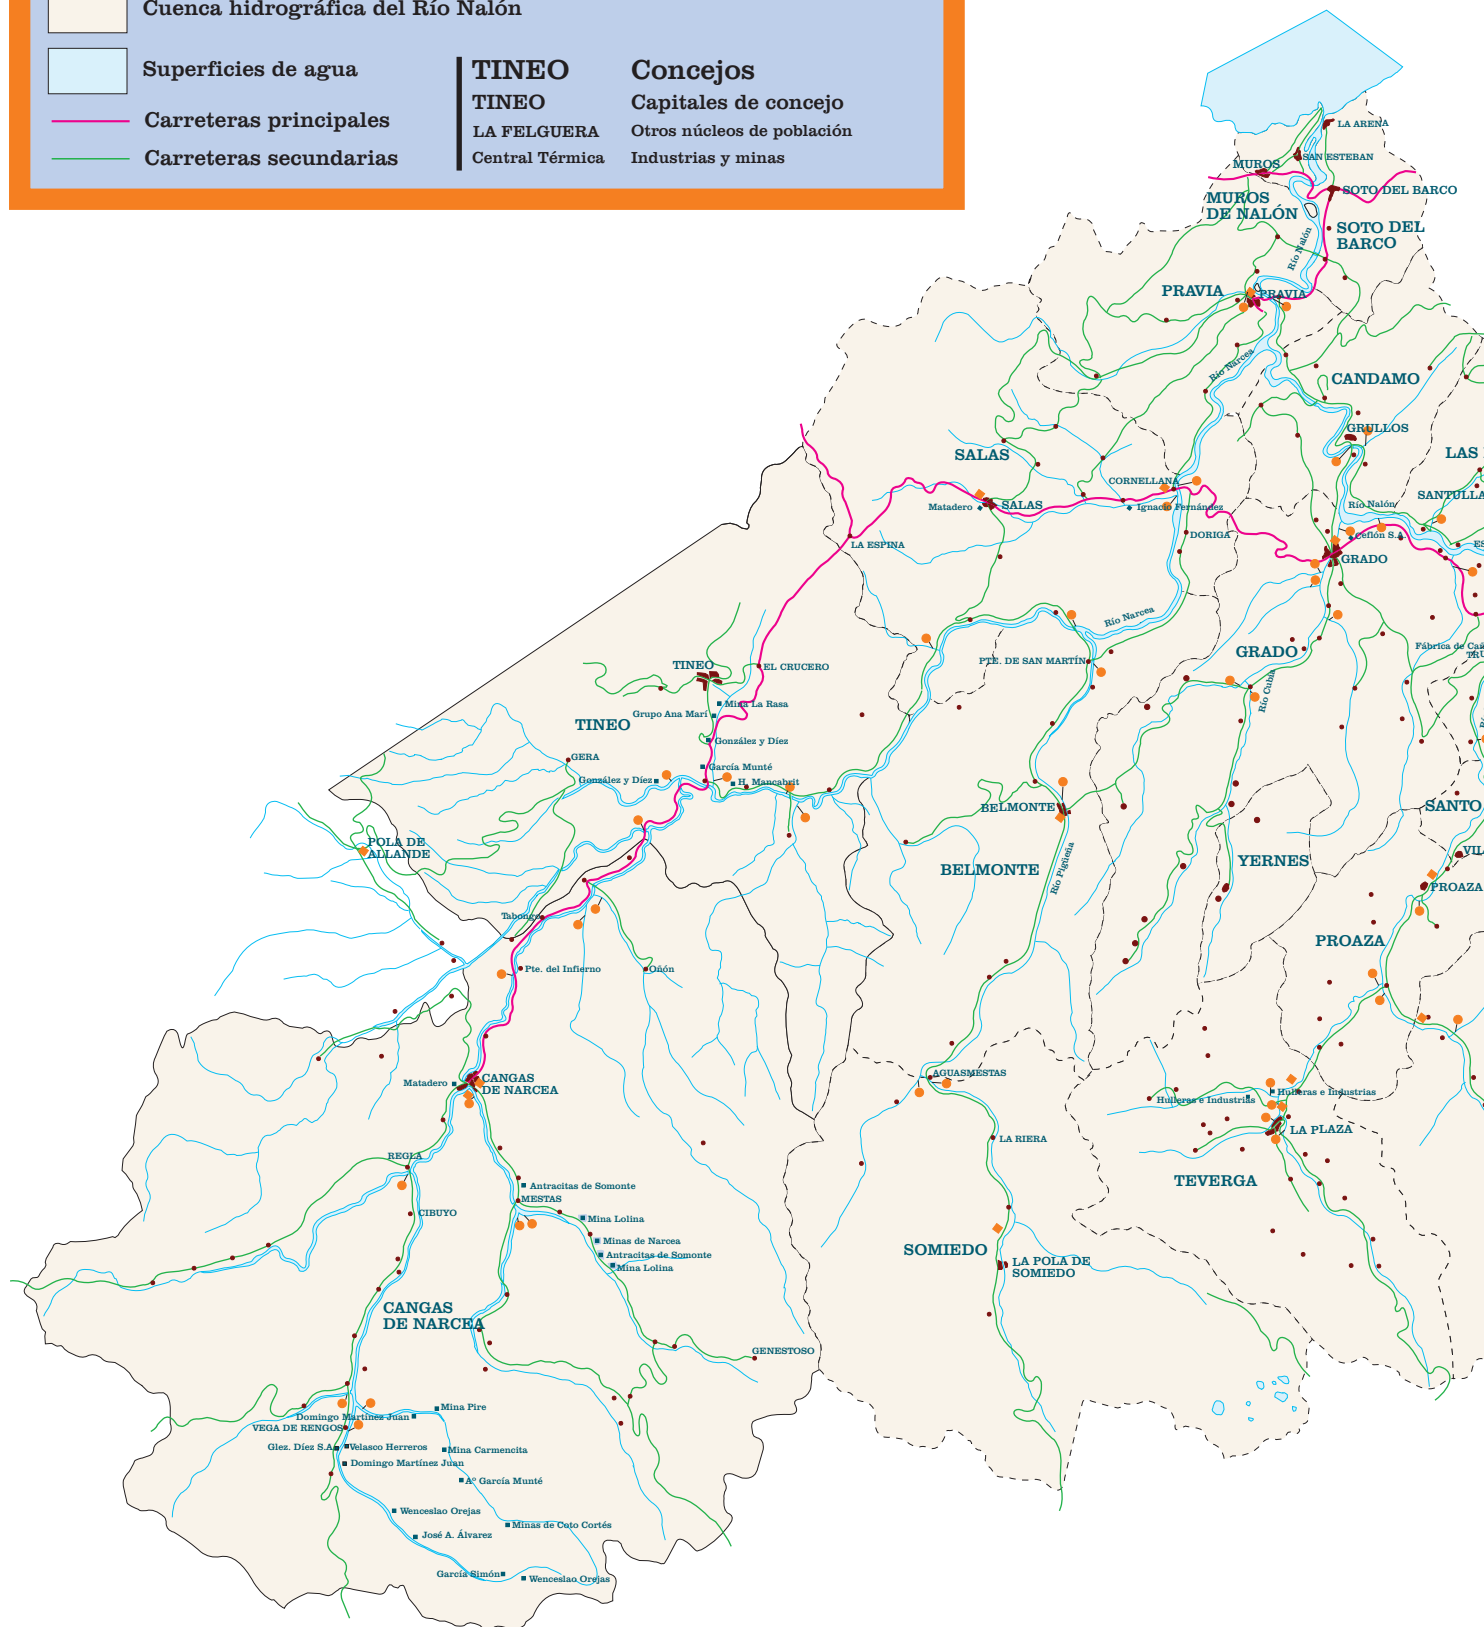 Cuenca hidrográfica del Río Nalón
Superficies de agua
Carreteras principales
Carreteras secundarias
TINEO Concejos
TINEO Capitales de concejo
LA FELGUERA Otros núcleos de población
Central Térmica Industrias y minas
LA ARENA
SAN ESTEBAN
MUROS
SOTO DEL BARCO
MUROS
DE NALÓN
SOTO DEL
BARCO
Río Nalón
PRAVIA
PRAVIA
Río Narcea
CANDAMO
GRULLOS
SALAS
LAS
CORNELLANA
SANTULLA
Matadero
SALAS
Ignacio Fernández
Río Nalón
DORIGA
Ceflón S.A.
LA ESPINA
ES
GRADO
Río Narcea
GRADO
Fábrica de Ca
TRU
PTE. DE SAN MARTÍN
TINEO
EL CRUCERO
Río Cubia
Mina La Rasa
Grupo Ana Marí
TINEO
González y Díez
GERA
García Munté
González y Díez
H. Mancabrit
BELMONTE
SANTO
POLA DE
ALLANDE
BELMONTE
Río Pigüeña
YERNES
VIL
PROAZA
Tabongo
PROAZA
Pte. del Infierno
Oñón
AGUASMESTAS
Matadero
CANGAS
DE NARCEA
Hulleras e Industrias
Hulleras e Industrias
LA PLAZA
LA RIERA
REGLA
TEVERGA
Antracitas de Somonte
MESTAS
CIBUYO
Mina Lolina
Minas de Narcea
Antracitas de Somonte
Mina Lolina
SOMIEDO
LA POLA DE
SOMIEDO
CANGAS
DE NARCEA
GENESTOSO
Mina Pire
Domingo Martínez Juan
VEGA DE RENGOS
Glez. Díez S.A.
Velasco Herreros
Mina Carmencita
Domingo Martínez Juan
Aº García Munté
Wenceslao Orejas
Minas de Coto Cortés
José A. Álvarez
García Simón
Wenceslao Orejas